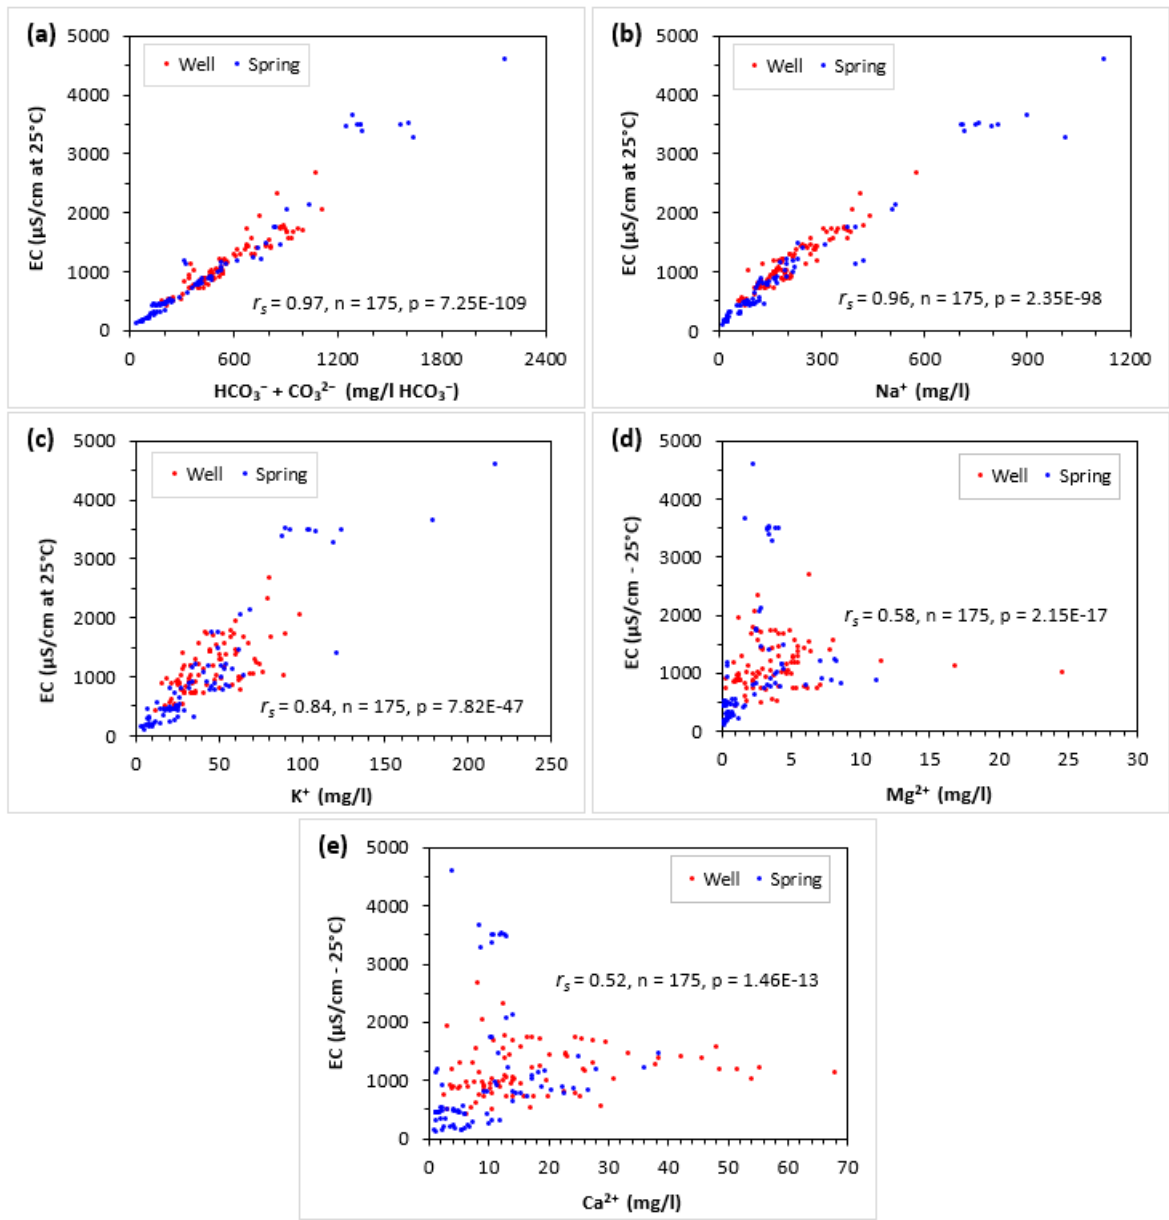 (a)
5000
4000
3000
2000
1000
0
EC (µS/cm at 25°C)
Well Spring
r_s = 0.97, n = 175, p = 7.25E-109
0 600 1200 1800 2400
HCO₃⁻ + CO₃²⁻ (mg/l HCO₃⁻)
(b)
5000
4000
3000
2000
1000
0
EC (µS/cm at 25°C)
Well Spring
r_s = 0.96, n = 175, p = 2.35E-98
0 300 600 900 1200
Na⁺ (mg/l)
(c)
5000
4000
3000
2000
1000
0
EC (µS/cm at 25°C)
Well Spring
r_s = 0.84, n = 175, p = 7.82E-47
0 50 100 150 200 250
K⁺ (mg/l)
(d)
5000
4000
3000
2000
1000
0
EC (µS/cm - 25°C)
Well Spring
r_s = 0.58, n = 175, p = 2.15E-17
0 5 10 15 20 25 30
Mg²⁺ (mg/l)
(e)
5000
4000
3000
2000
1000
0
EC (µS/cm - 25°C)
Well Spring
r_s = 0.52, n = 175, p = 1.46E-13
0 10 20 30 40 50 60 70
Ca²⁺ (mg/l)